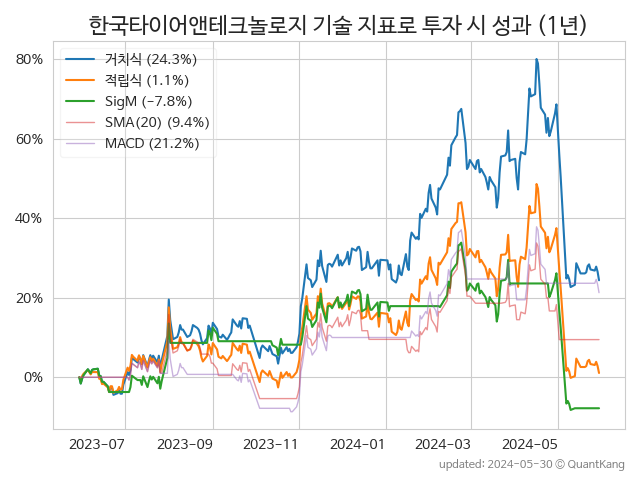 한국타이어앤테크놀로지 기술 지표로 투자 시 성과 (1년)
80%
60%
40%
20%
0%
거치식 (24.3%)
적립식 (1.1%)
SigM (−7.8%)
SMA(20) (9.4%)
MACD (21.2%)
2023-07 2023-09 2023-11 2024-01 2024-03 2024-05
updated: 2024-05-30 © QuantKang